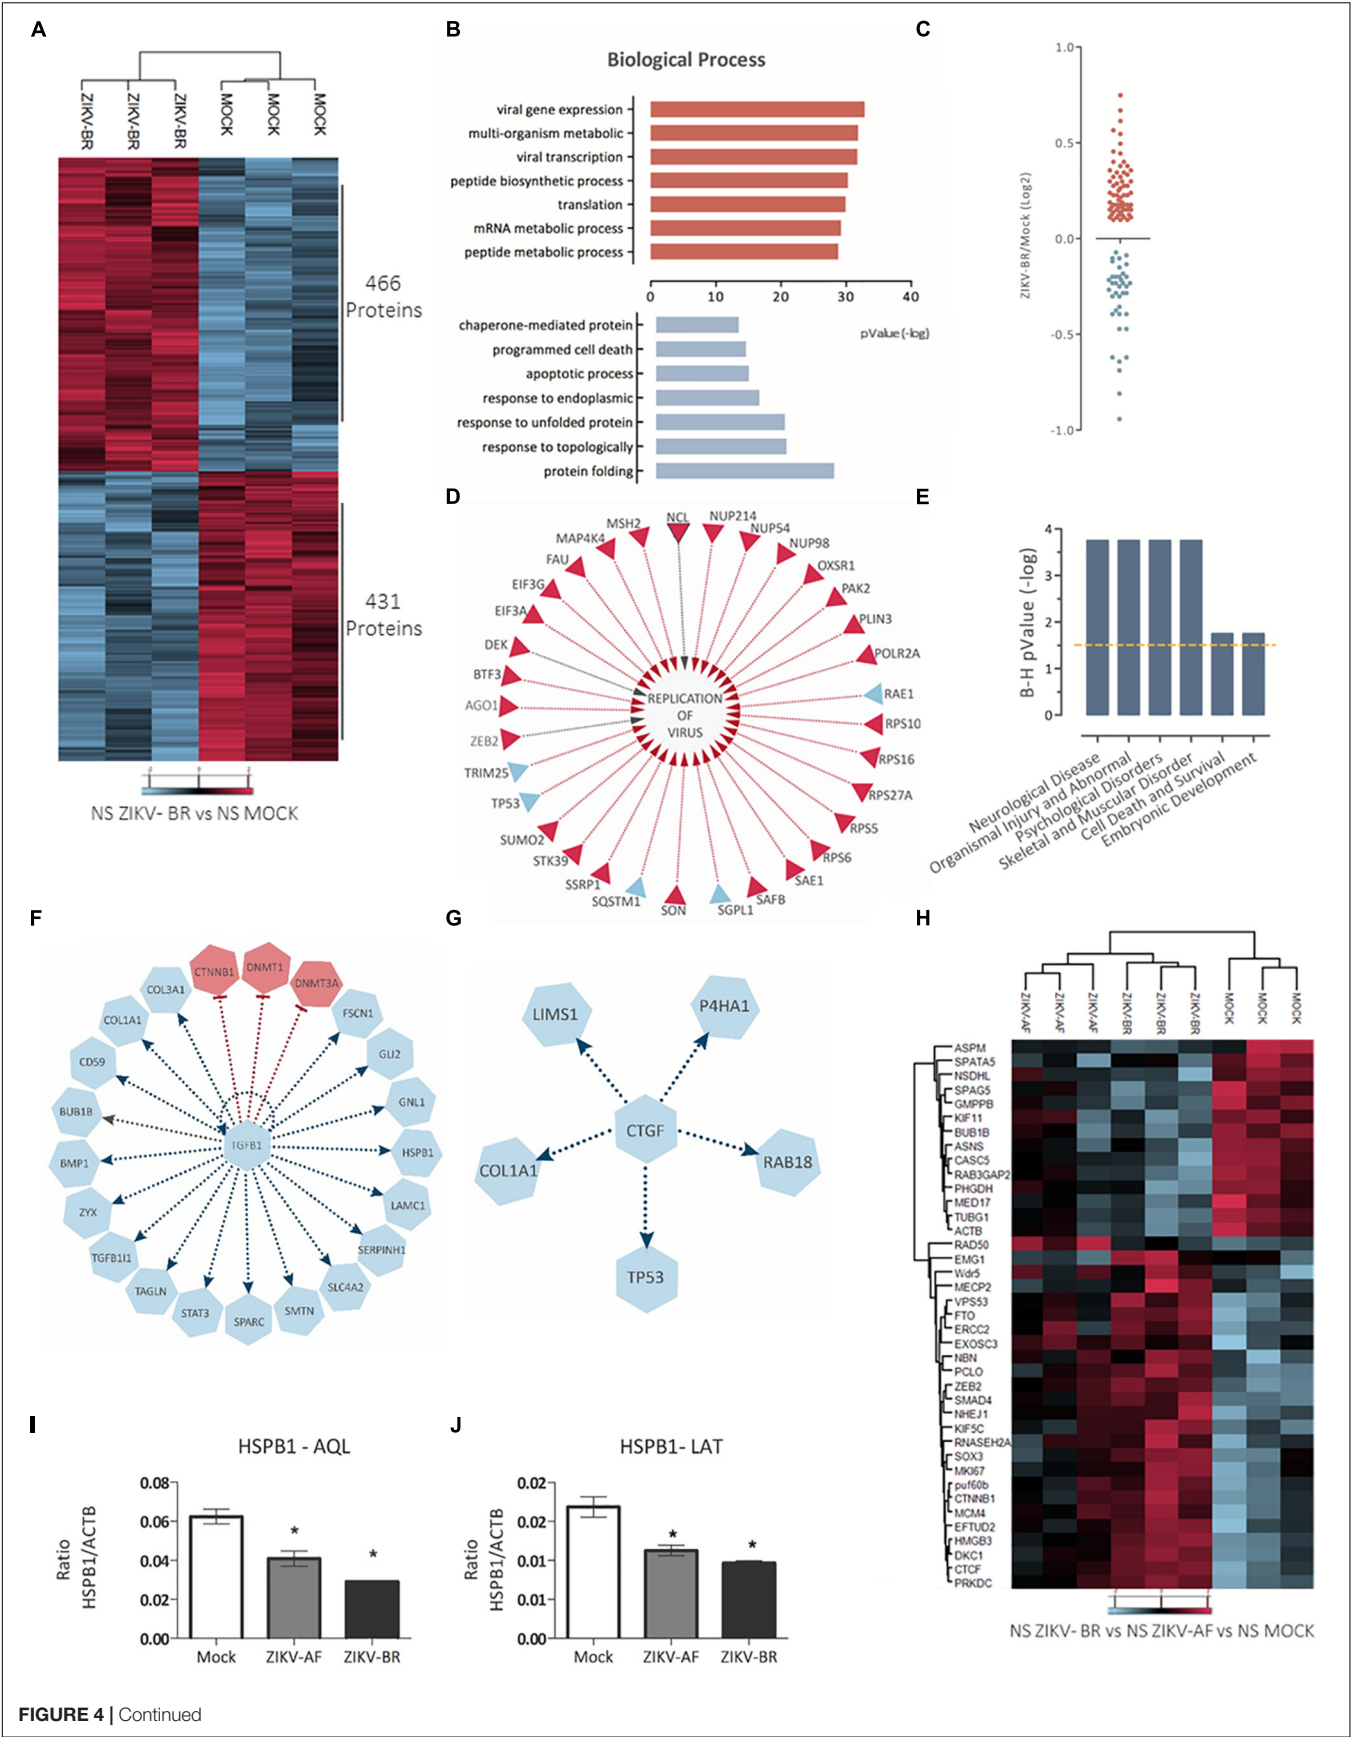 A
ZIKV-BR
ZIKV-BR
ZIKV-BR
MOCK
MOCK
MOCK
466
Proteins
431
Proteins
-2 0 2
NS ZIKV- BR vs NS MOCK
B
Biological Process
viral gene expression
multi-organism metabolic
viral transcription
peptide biosynthetic process
translation
mRNA metabolic process
peptide metabolic process
0 10 20 30 40
pValue (-log)
chaperone-mediated protein
programmed cell death
apoptotic process
response to endoplasmic
response to unfolded protein
response to topologically
protein folding
C
ZIKV-BR/Mock (Log2)
1.0
0.5
0.0
-0.5
-1.0
D
NCL
NUP214
NUP54
NUP98
OXSR1
PAK2
PLIN3
POLR2A
RAE1
RPS10
RPS16
RPS27A
RPS5
RPS6
SAE1
SAFB
SGPL1
SON
SQSTM1
SSRP1
STK39
SUMO2
TP53
TRIM25
ZEB2
AGO1
BTF3
DEK
EIF3A
EIF3G
FAU
MAP4K4
MSH2
REPLICATION
OF
VIRUS
E
B-H pValue (-log)
4
3
2
1
0
Neurological Disease
Organismal Injury and Abnormal
Psychological Disorders
Skeletal and Muscular Disorder
Cell Death and Survival
Embryonic Development
F
CTNNB1
DNMT1
DNMT3A
FSCN1
GLI2
GNL1
HSPB1
LAMC1
SERPINH1
SLC4A2
SMTN
SPARC
STAT3
TAGLN
TGFB1I1
ZYX
BMP1
BUB1B
CD59
COL1A1
COL3A1
TGFB1
G
LIMS1
P4HA1
CTGF
COL1A1
RAB18
TP53
H
ZIKV-AF
ZIKV-AF
ZIKV-AF
ZIKV-BR
ZIKV-BR
ZIKV-BR
MOCK
MOCK
MOCK
ASPM
SPATA5
NSDHL
SPAG5
GMPPB
KIF11
BUB1B
ASNS
CASC5
RAB3GAP2
PHGDH
MED17
TUBG1
ACTB
RAD50
EMG1
Wdr5
MECP2
VPS53
FTO
ERCC2
EXOSC3
NBN
PCLO
ZEB2
SMAD4
NHEJ1
KIF5C
RNASEH2A
SOX3
MKI67
puf60b
CTNNB1
MCM4
EFTUD2
HMGB3
DKC1
CTCF
PRKDC
NS ZIKV- BR vs NS ZIKV-AF vs NS MOCK
I
HSPB1 - AQL
Ratio
HSPB1/ACTB
0.08
0.06
0.04
0.02
0.00
* *
Mock ZIKV-AF ZIKV-BR
J
HSPB1- LAT
Ratio
HSPB1/ACTB
0.02
0.02
0.01
0.01
0.00
* *
Mock ZIKV-AF ZIKV-BR
FIGURE 4 | Continued